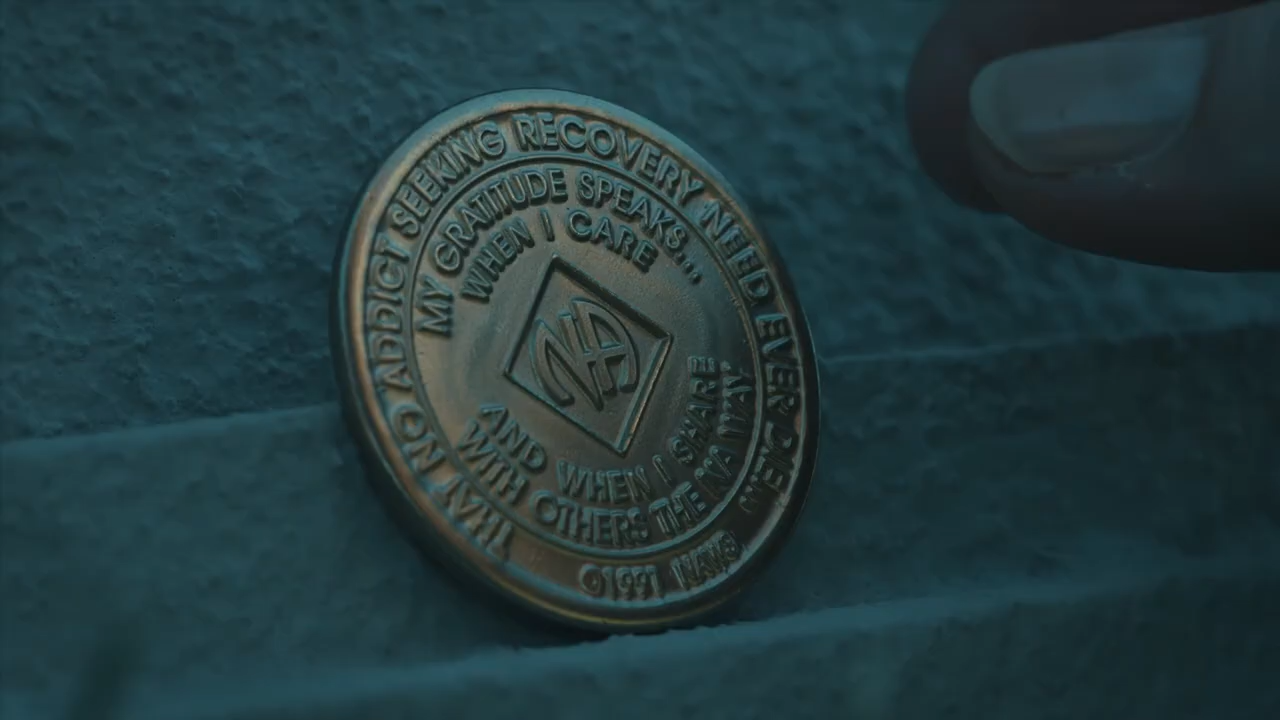 THAT NO ADDICT SEEKING RECOVERY NEED EVER DIE...
MY GRATITUDE SPEAKS...
WHEN I CARE
NA
AND WHEN I SHARE
WITH OTHERS THE NA WAY
©1991 NAWS